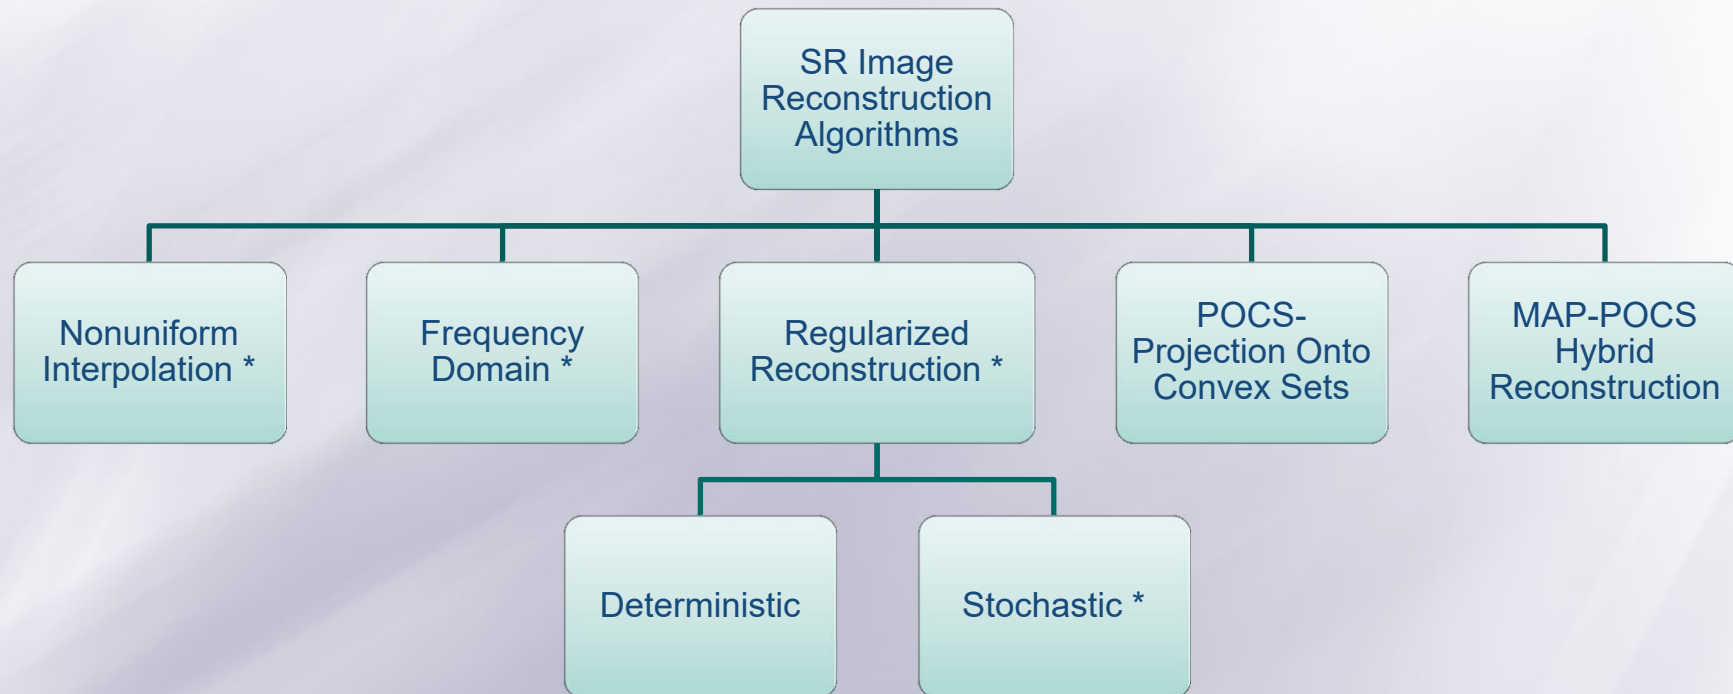 SR Image
Reconstruction
Algorithms
Nonuniform
Interpolation *
Frequency
Domain *
Regularized
Reconstruction *
POCS-
Projection Onto
Convex Sets
MAP-POCS
Hybrid
Reconstruction
Deterministic
Stochastic *